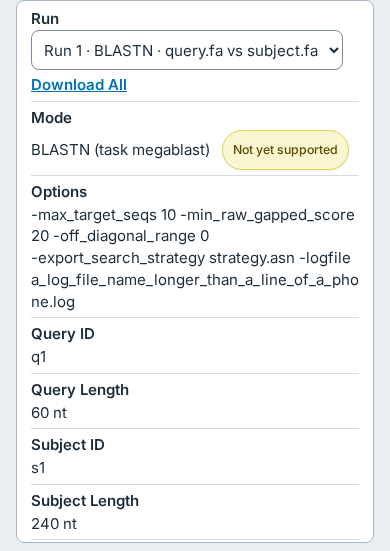 Run
Run 1 · BLASTN · query.fa vs subject.fa
Download All
Mode
BLASTN (task megablast) Not yet supported
Options
-max_target_seqs 10 -min_raw_gapped_score
20 -off_diagonal_range 0
-export_search_strategy strategy.asn -logfile
a_log_file_name_longer_than_a_line_of_a_pho
ne.log
Query ID
q1
Query Length
60 nt
Subject ID
s1
Subject Length
240 nt